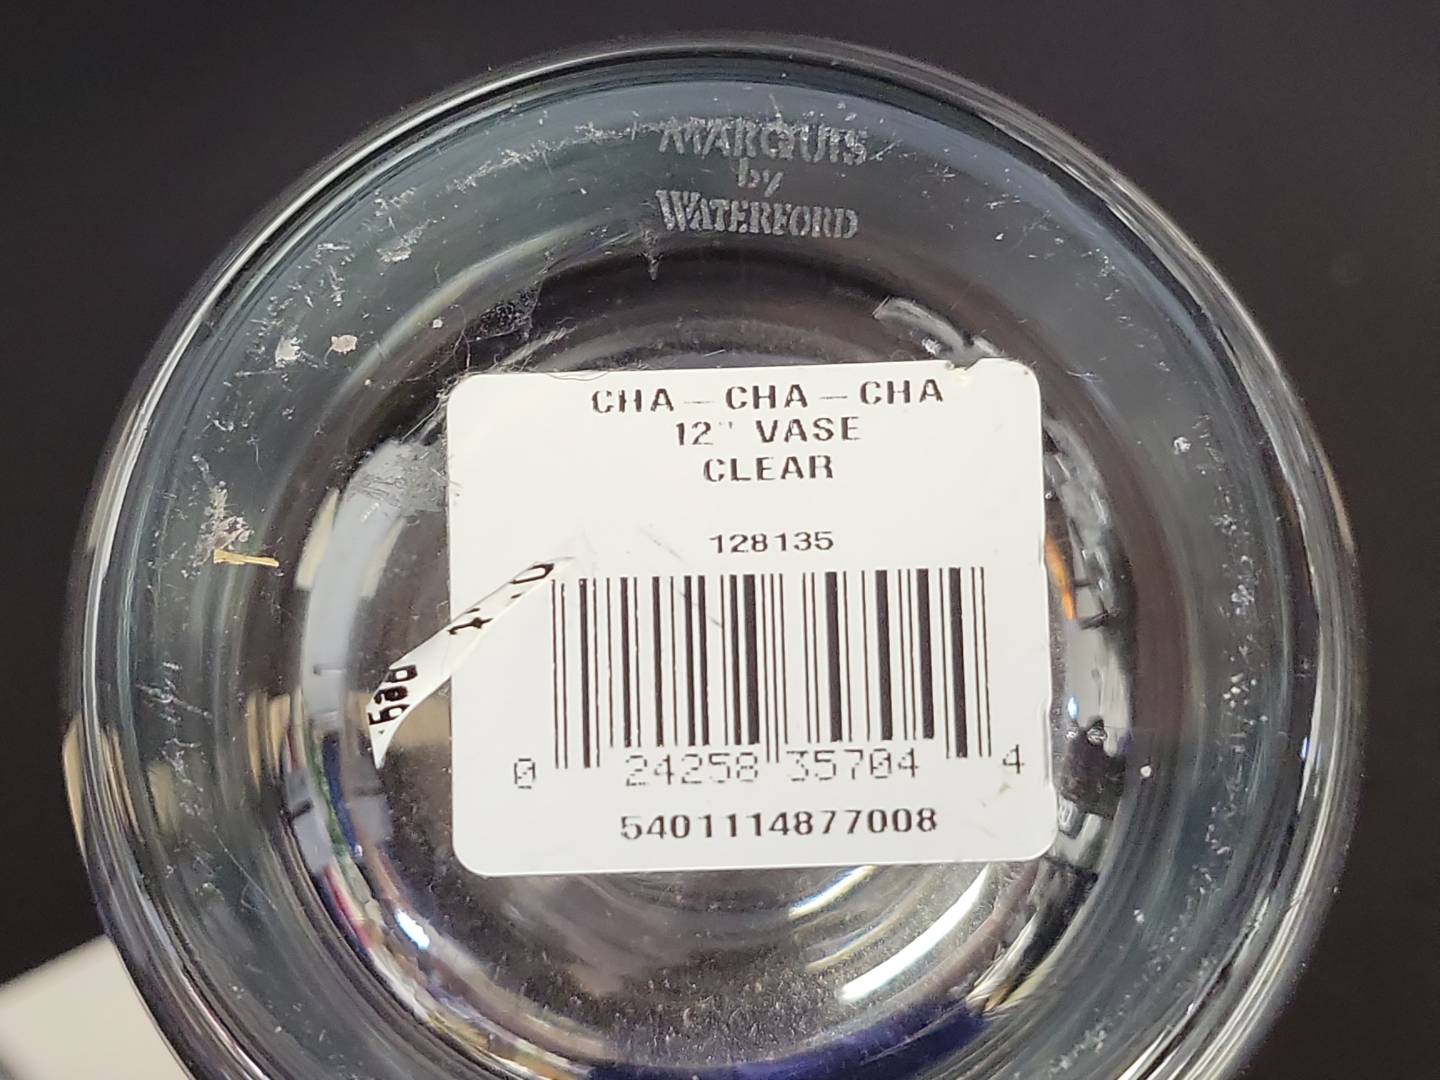 MARQUIS
by
WATERFORD
CHA-CHA-CHA
12" VASE
CLEAR
128135
0 24258 35704 4
5401114877008